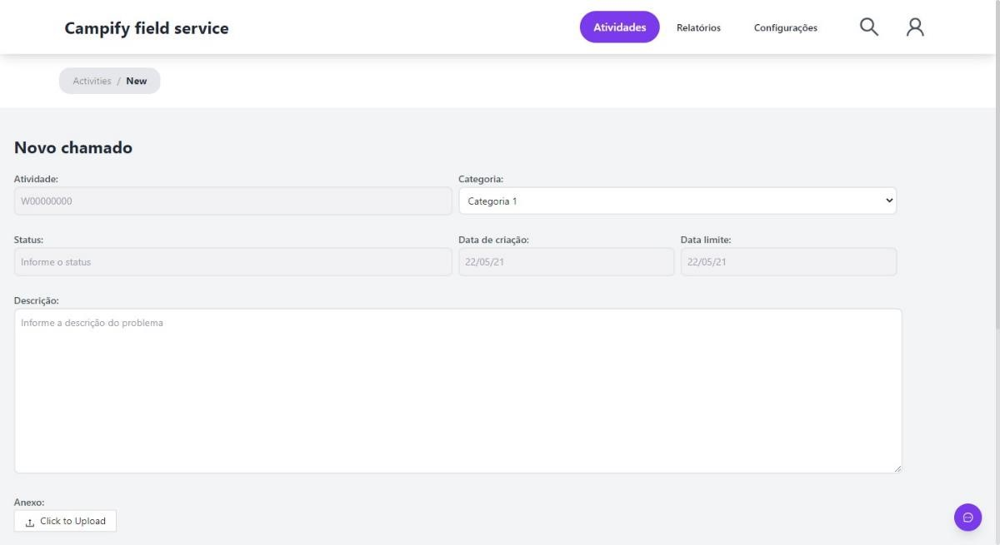 Campify field service
Atividades
Relatórios
Configurações
Activities / New
Novo chamado
Atividade:
W00000000
Categoria:
Categoria 1
Status:
Informe o status
Data de criação:
22/05/21
Data limite:
22/05/21
Descrição:
Informe a descrição do problema
Anexo:
Click to Upload